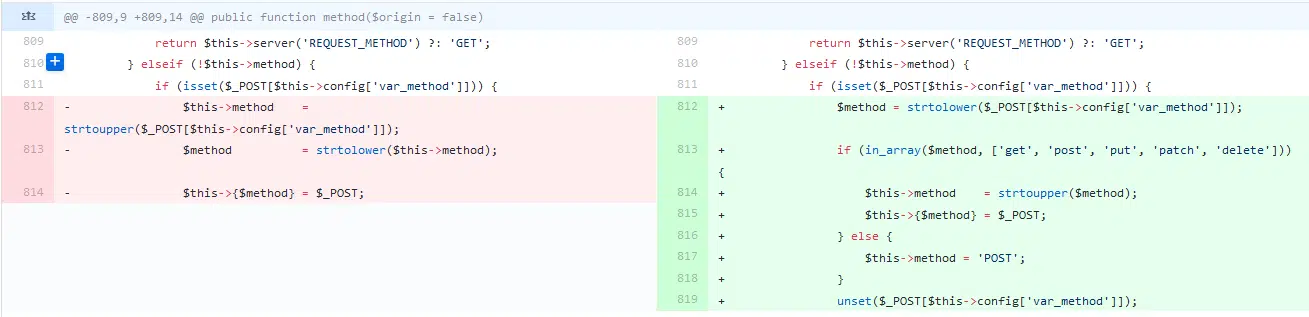 @@ -809,9 +809,14 @@ public function method($origin = false)
809 return $this->server('REQUEST_METHOD') ?: 'GET';
810 } elseif (!$this->method) {
811 if (isset($_POST[$this->config['var_method']])) {
812 - $this->method =
strtoupper($_POST[$this->config['var_method']]);
813 - $method = strtolower($this->method);
814 - $this->{$method} = $_POST;
809 return $this->server('REQUEST_METHOD') ?: 'GET';
810 } elseif (!$this->method) {
811 if (isset($_POST[$this->config['var_method']])) {
812 + $method = strtolower($_POST[$this->config['var_method']]);
813 + if (in_array($method, ['get', 'post', 'put', 'patch', 'delete']))
{
814 + $this->method = strtoupper($method);
815 + $this->{$method} = $_POST;
816 + } else {
817 + $this->method = 'POST';
818 + }
819 + unset($_POST[$this->config['var_method']]);